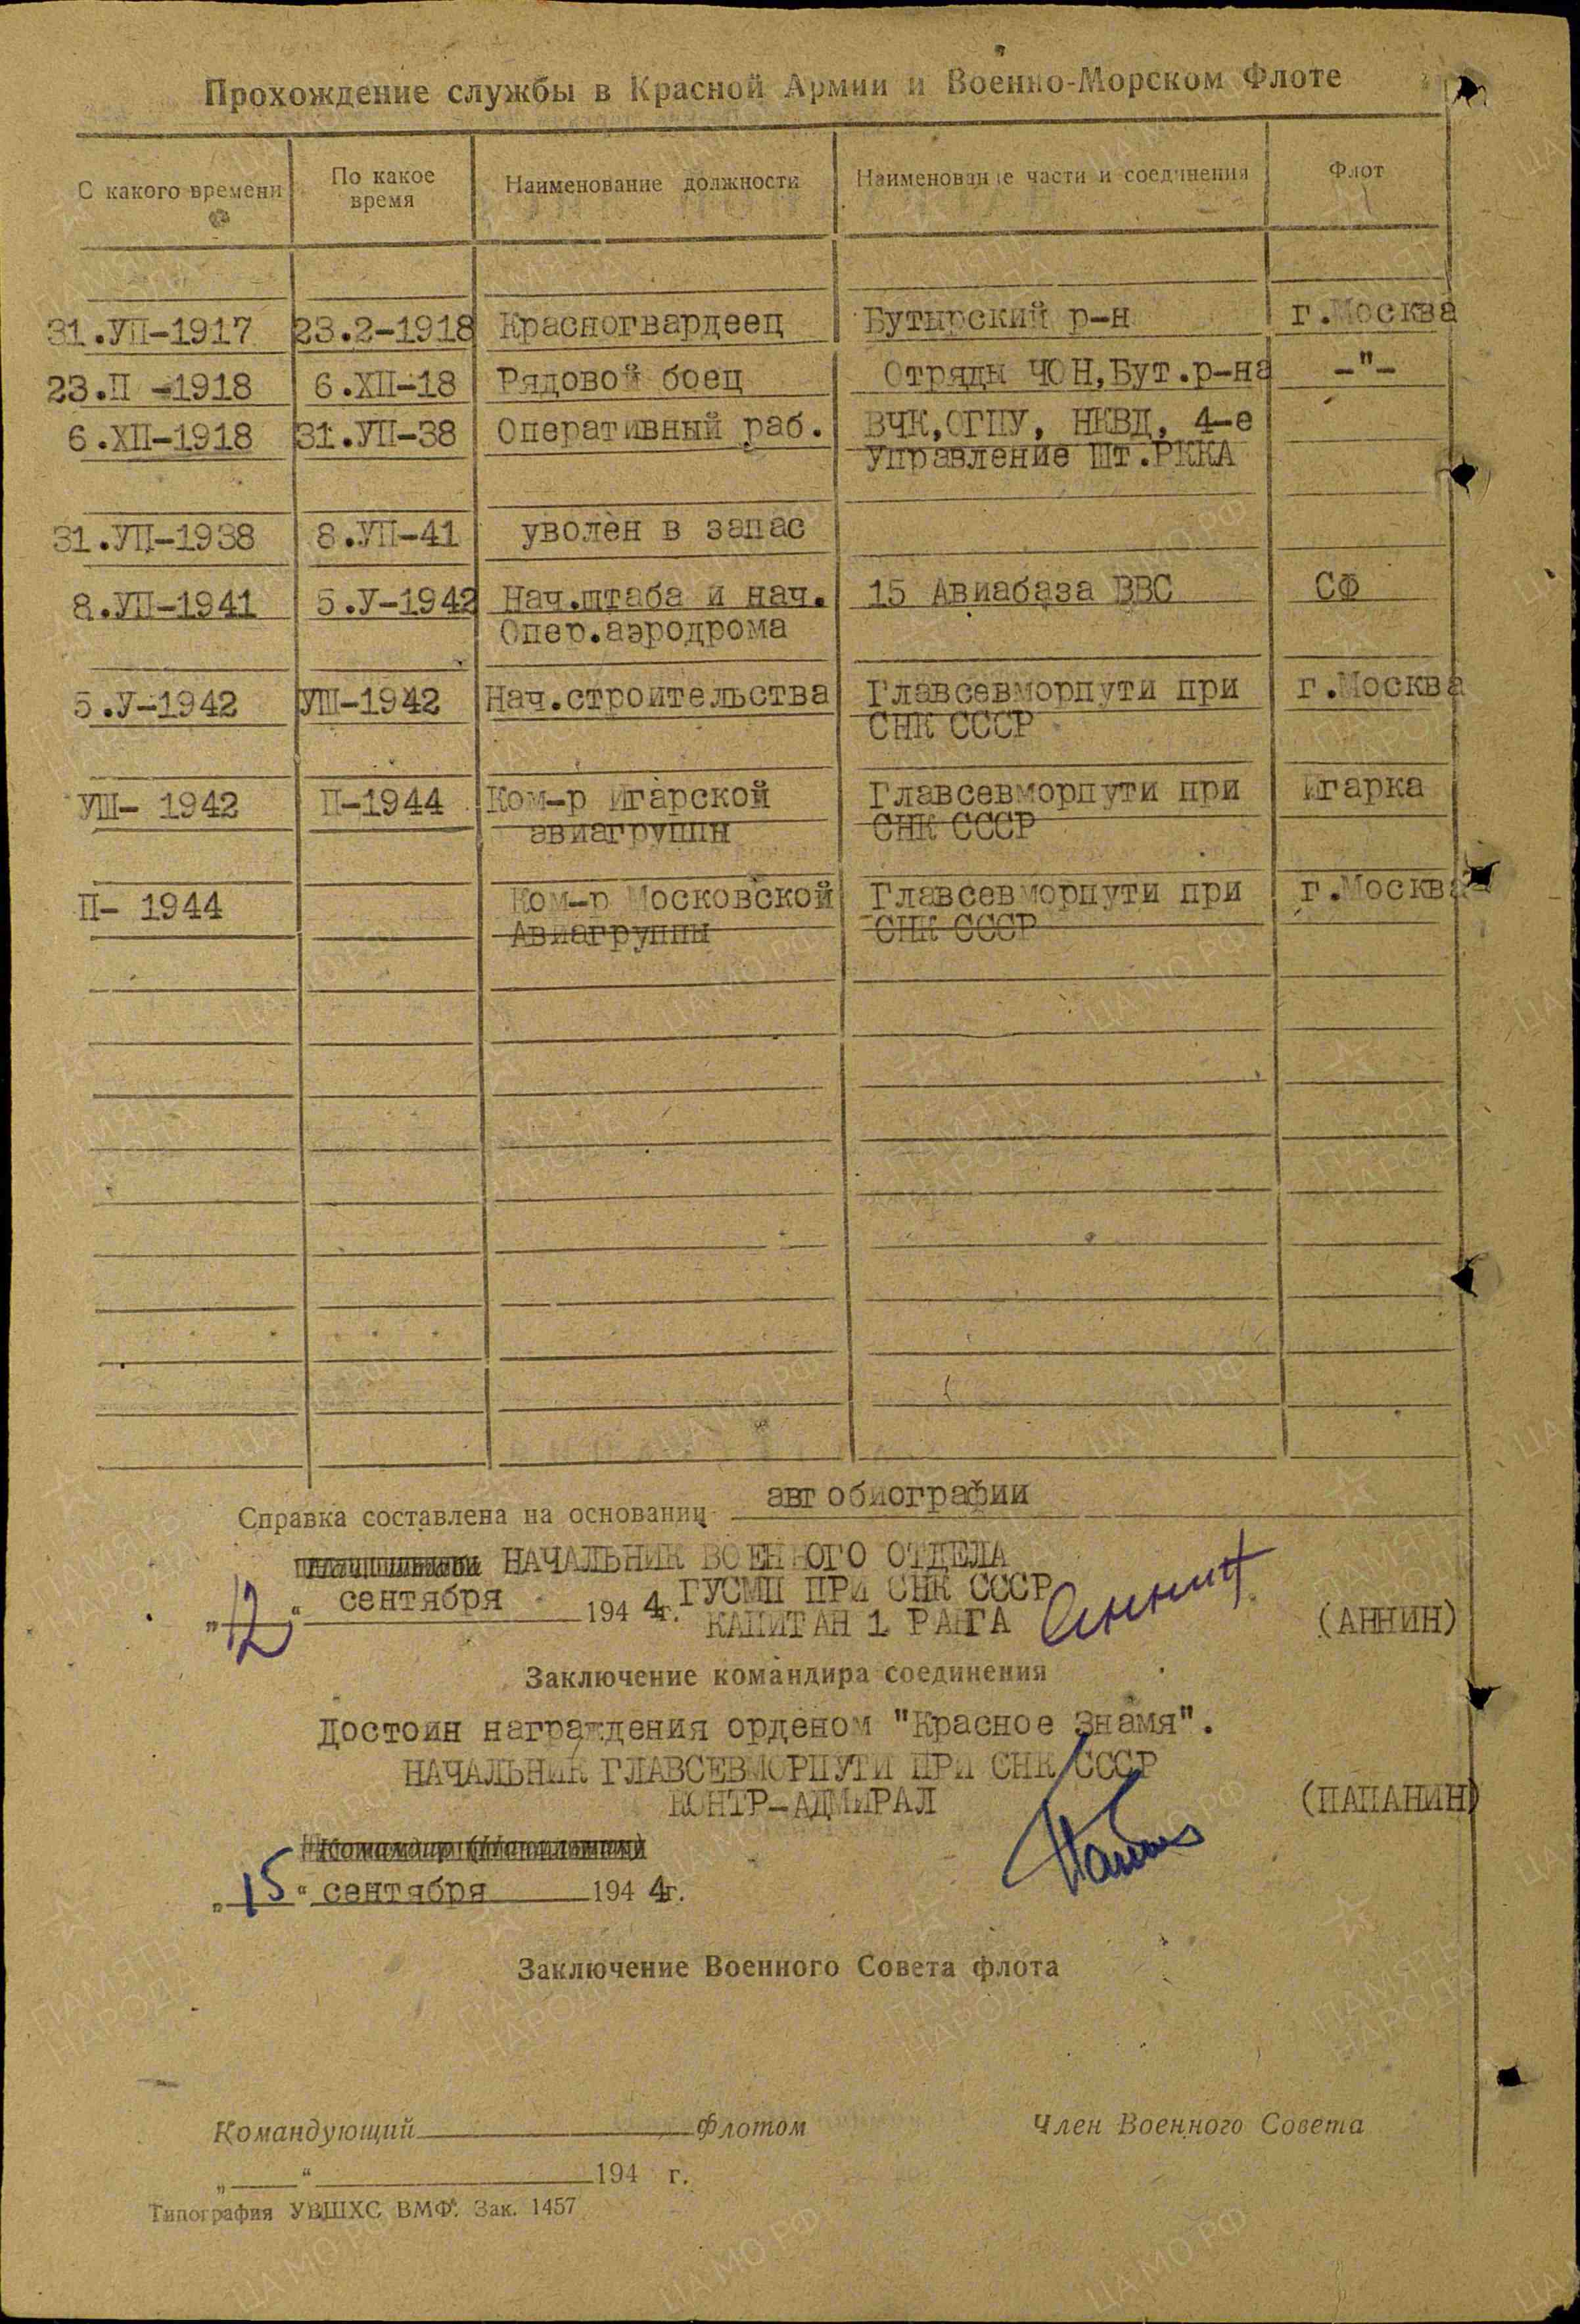 Прохождение службы в Красной Армии и Военно-Морском Флоте
С какого времени По какое время Наименование должности Наименование части и соединения Флот
31.УП-1917 23.2-1918 Красногвардеец Бутырский р-н г.Москва
23.П -1918 6.ХП-18 Рядовой боец Отряды ЧОН,Бут.р-на -"-
6.ХП-1918 31.УП-38 Оперативный раб. ВЧК,ОГПУ, НКВД, 4-е
Управление Шт.РККА
31.УП-1938 8.УП-41 уволен в запас
8.УП-1941 5.У-1942 Нач.штаба и нач. 15 Авиабаза ВВС СФ
Опер.аэродрома
5.У-1942 УШ-1942 Нач.строительства Главсевморпути при г.Москва
СНК СССР
УШ- 1942 П-1944 Ком-р Игарской Главсевморпути при Игарка
авиагруппы СНК СССР
П- 1944 Ком-р Московской Главсевморпути при г.Москва
Авиагруппы СНК СССР
Справка составлена на основании автобиографии
НАЧАЛЬНИК ВОЕННОГО ОТДЕЛА
„12“ сентября 1944г. ГУСМП ПРИ СНК СССР
КАПИТАН 1 РАНГА Аннин (АННИН)
Заключение командира соединения
Достоин награждения орденом "Красное Знамя".
НАЧАЛЬНИК ГЛАВСЕВМОРПУТИ ПРИ СНК СССР
КОНТР-АДМИРАЛ (ПАПАНИН)
Командир (Начальник)
„15“ сентября 1944г.
Заключение Военного Совета флота
Командующий флотом Член Военного Совета
„ “ 194 г.
Типография УВШХС ВМФ. Зак. 1457